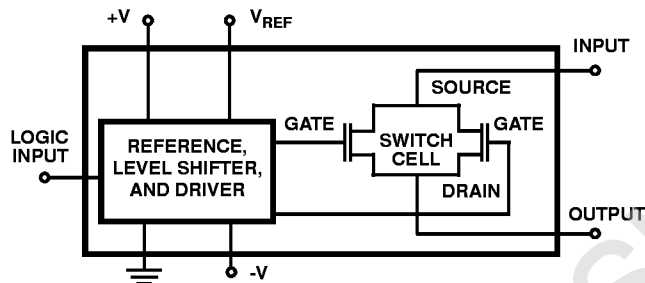 +V
VREF
INPUT
SOURCE
GATE
GATE
LOGIC
INPUT
REFERENCE,
LEVEL SHIFTER,
AND DRIVER
SWITCH
CELL
DRAIN
OUTPUT
-V